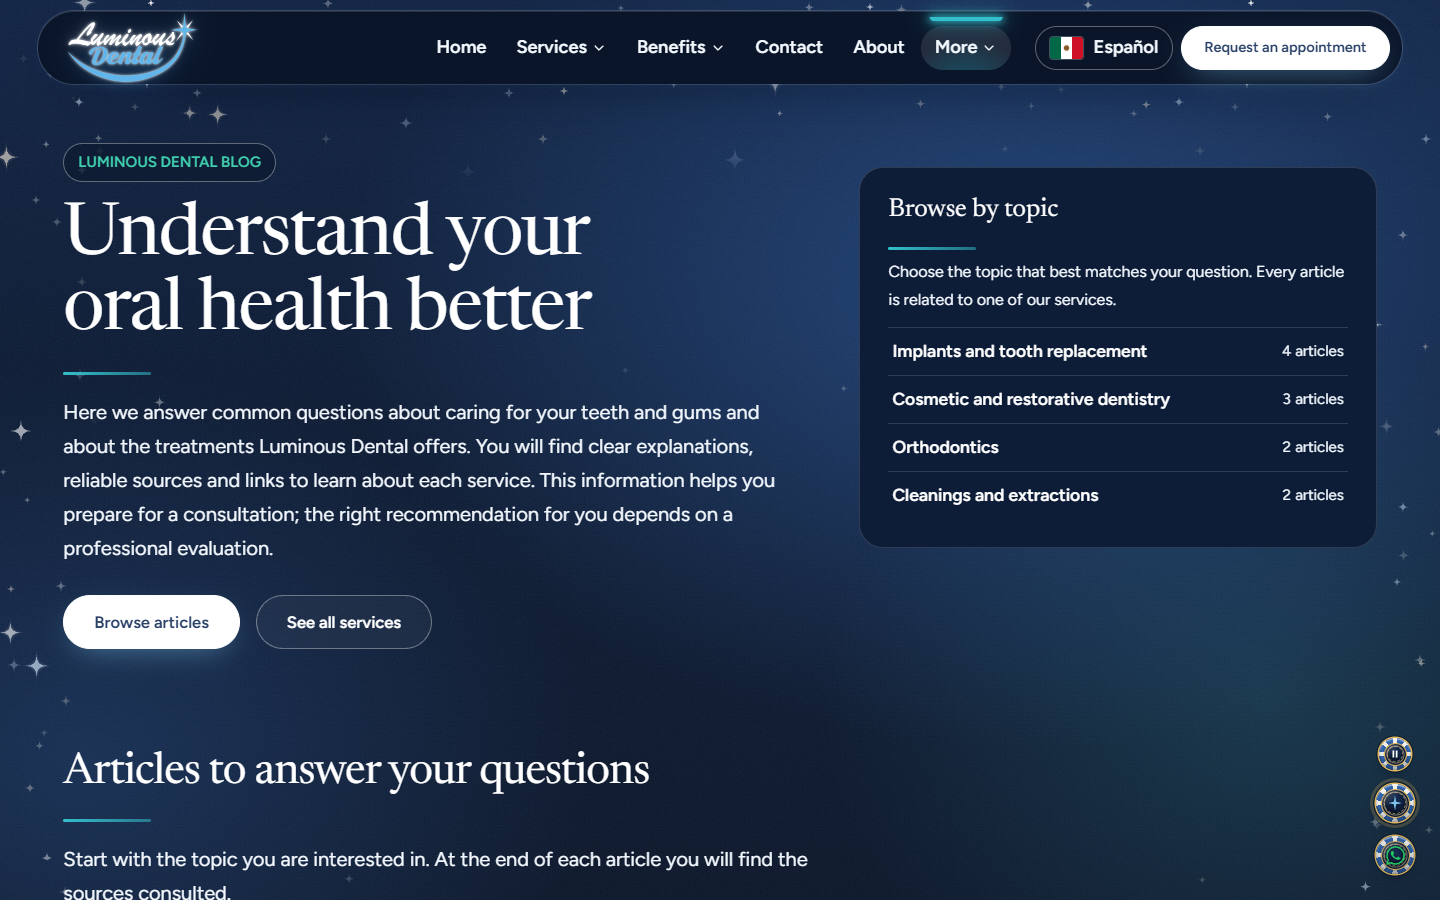 Luminous
Dental
Home
Services
Benefits
Contact
About
More
Español
Request an appointment
LUMINOUS DENTAL BLOG
Understand your
oral health better
Here we answer common questions about caring for your teeth and gums and
about the treatments Luminous Dental offers. You will find clear explanations,
reliable sources and links to learn about each service. This information helps you
prepare for a consultation; the right recommendation for you depends on a
professional evaluation.
Browse articles
See all services
Browse by topic
Choose the topic that best matches your question. Every article
is related to one of our services.
Implants and tooth replacement 4 articles
Cosmetic and restorative dentistry 3 articles
Orthodontics 2 articles
Cleanings and extractions 2 articles
Articles to answer your questions
Start with the topic you are interested in. At the end of each article you will find the
sources consulted.